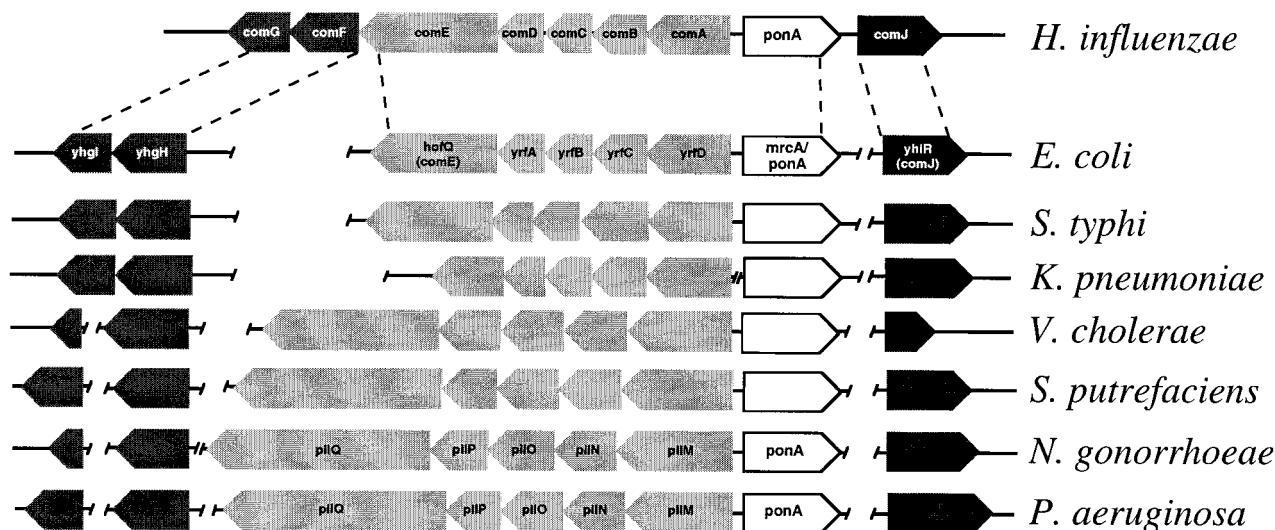 comG comF comE comD comC comB comA ponA comJ H. influenzae
yhgI yhgH hofQ (comE) yrfA yrfB yrfC yrfD mrcA/ ponA yhiR (comJ) E. coli
S. typhi
K. pneumoniae
V. cholerae
S. putrefaciens
pilQ pilP pilO pilN pilM ponA N. gonorrhoeae
pilQ pilP pilO pilN pilM ponA P. aeruginosa